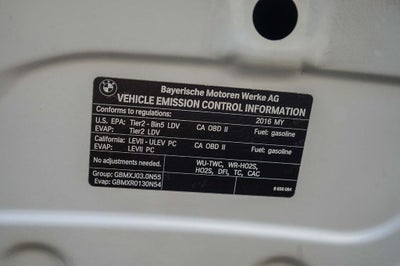 BMW
Bayerische Motoren Werke AG
VEHICLE EMISSION CONTROL INFORMATION
Conforms to regulations: 2016 MY
U.S. EPA: Tier2 - Bin5 LDV CA OBD II Fuel: gasoline
EVAP: Tier2 LDV
California: LEVII - ULEV PC CA OBD II Fuel: gasoline
EVAP: LEVII PC
No adjustments needed. WU-TWC, WR-HO2S,
HO2S, DFI, TC, CAC
Group: GBMXJ03.0N55
Evap: GBMXR0130N54